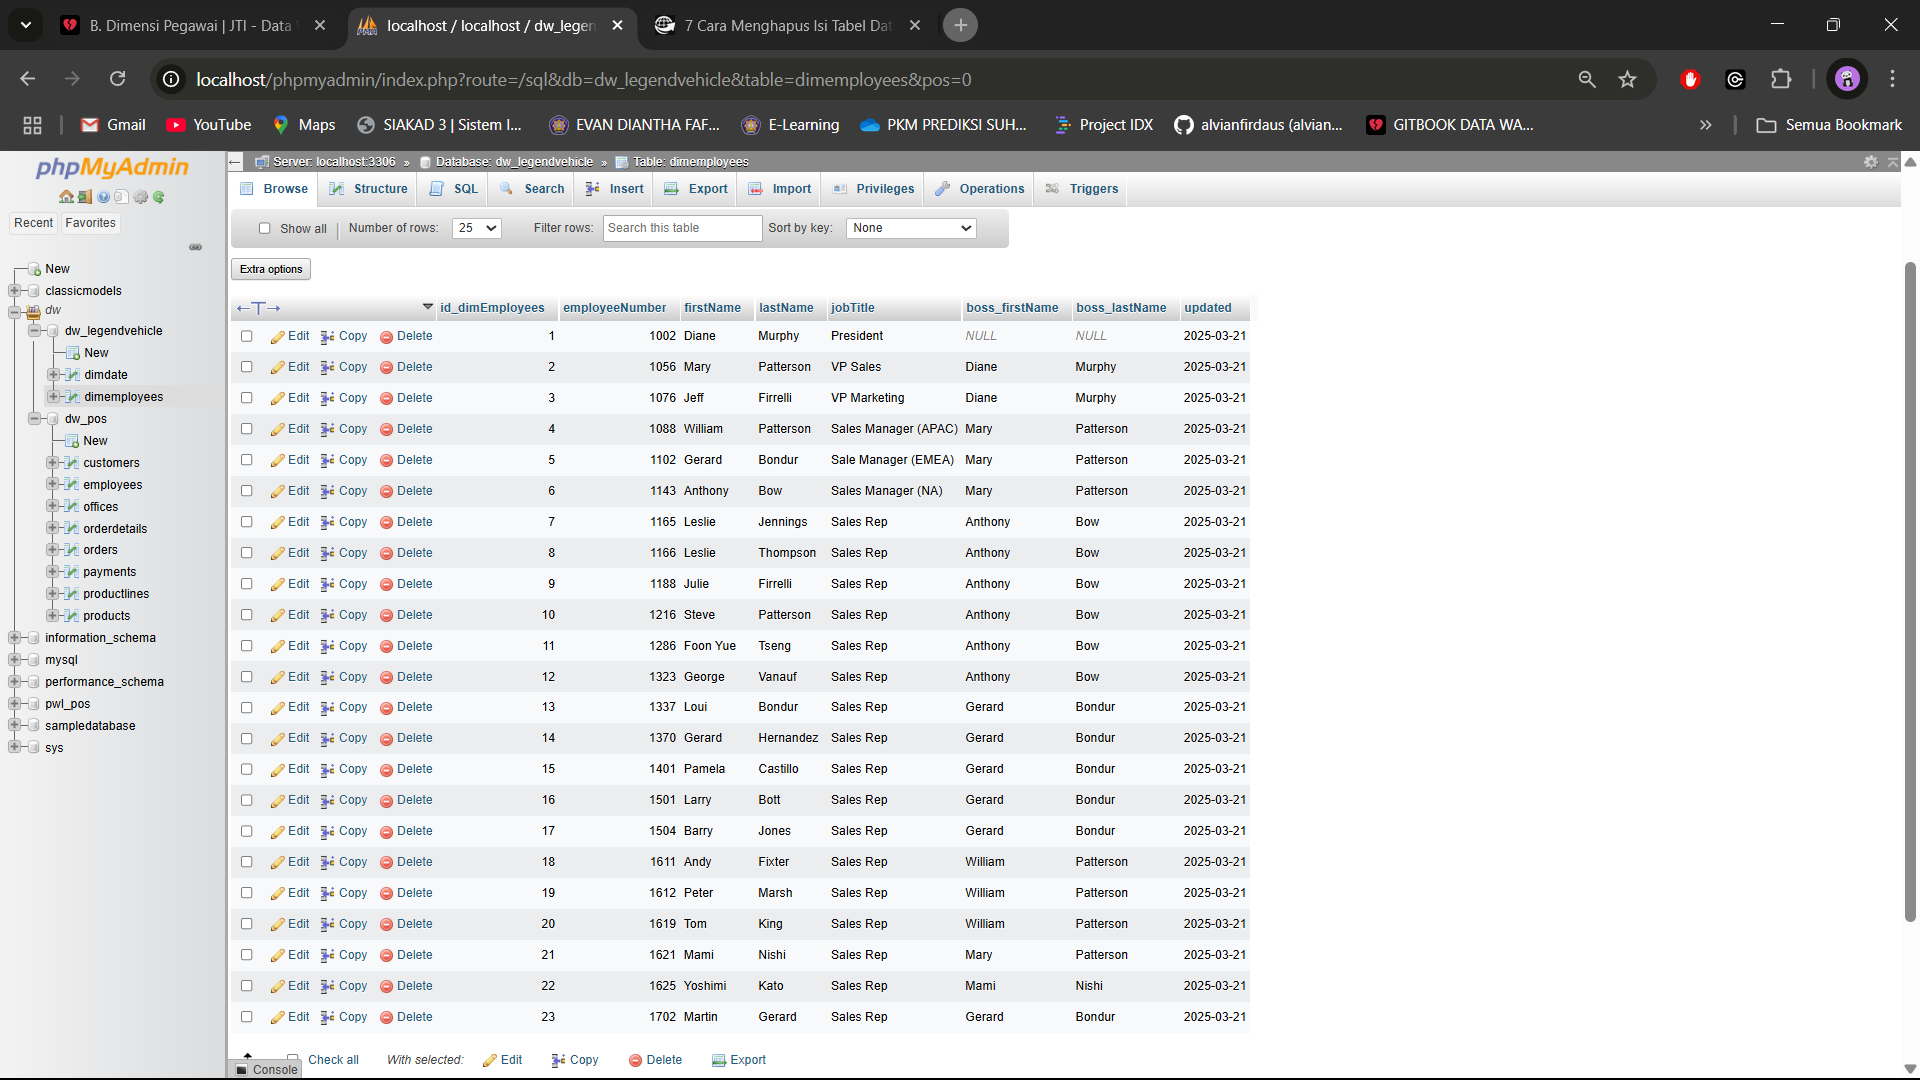 B. Dimensi Pegawai | JTI - Data
localhost / localhost / dw_legen
7 Cara Menghapus Isi Tabel Dat
localhost/phpmyadmin/index.php?route=/sql&db=dw_legendvehicle&table=dimemployees&pos=0
Gmail YouTube Maps SIAKAD 3 | Sistem I... EVAN DIANTHA FAF... E-Learning PKM PREDIKSI SUH... Project IDX alvianfirdaus (alvian... GITBOOK DATA WA... » Semua Bookmark
phpMyAdmin
Recent Favorites
New
classicmodels
dw
dw_legendvehicle
New
dimdate
dimemployees
dw_pos
New
customers
employees
offices
orderdetails
orders
payments
productlines
products
information_schema
mysql
performance_schema
pwl_pos
sampledatabase
sys
Server: localhost:3306 » Database: dw_legendvehicle » Table: dimemployees
Browse Structure SQL Search Insert Export Import Privileges Operations Triggers
Show all | Number of rows: 25 Filter rows: Search this table Sort by key: None
Extra options
←T→ id_dimEmployees employeeNumber firstName lastName jobTitle boss_firstName boss_lastName updated
Edit Copy Delete 1 1002 Diane Murphy President NULL NULL 2025-03-21
Edit Copy Delete 2 1056 Mary Patterson VP Sales Diane Murphy 2025-03-21
Edit Copy Delete 3 1076 Jeff Firrelli VP Marketing Diane Murphy 2025-03-21
Edit Copy Delete 4 1088 William Patterson Sales Manager (APAC) Mary Patterson 2025-03-21
Edit Copy Delete 5 1102 Gerard Bondur Sale Manager (EMEA) Mary Patterson 2025-03-21
Edit Copy Delete 6 1143 Anthony Bow Sales Manager (NA) Mary Patterson 2025-03-21
Edit Copy Delete 7 1165 Leslie Jennings Sales Rep Anthony Bow 2025-03-21
Edit Copy Delete 8 1166 Leslie Thompson Sales Rep Anthony Bow 2025-03-21
Edit Copy Delete 9 1188 Julie Firrelli Sales Rep Anthony Bow 2025-03-21
Edit Copy Delete 10 1216 Steve Patterson Sales Rep Anthony Bow 2025-03-21
Edit Copy Delete 11 1286 Foon Yue Tseng Sales Rep Anthony Bow 2025-03-21
Edit Copy Delete 12 1323 George Vanauf Sales Rep Anthony Bow 2025-03-21
Edit Copy Delete 13 1337 Loui Bondur Sales Rep Gerard Bondur 2025-03-21
Edit Copy Delete 14 1370 Gerard Hernandez Sales Rep Gerard Bondur 2025-03-21
Edit Copy Delete 15 1401 Pamela Castillo Sales Rep Gerard Bondur 2025-03-21
Edit Copy Delete 16 1501 Larry Bott Sales Rep Gerard Bondur 2025-03-21
Edit Copy Delete 17 1504 Barry Jones Sales Rep Gerard Bondur 2025-03-21
Edit Copy Delete 18 1611 Andy Fixter Sales Rep William Patterson 2025-03-21
Edit Copy Delete 19 1612 Peter Marsh Sales Rep William Patterson 2025-03-21
Edit Copy Delete 20 1619 Tom King Sales Rep William Patterson 2025-03-21
Edit Copy Delete 21 1621 Mami Nishi Sales Rep Mary Patterson 2025-03-21
Edit Copy Delete 22 1625 Yoshimi Kato Sales Rep Mami Nishi 2025-03-21
Edit Copy Delete 23 1702 Martin Gerard Sales Rep Gerard Bondur 2025-03-21
Check all With selected: Edit Copy Delete Export
Console